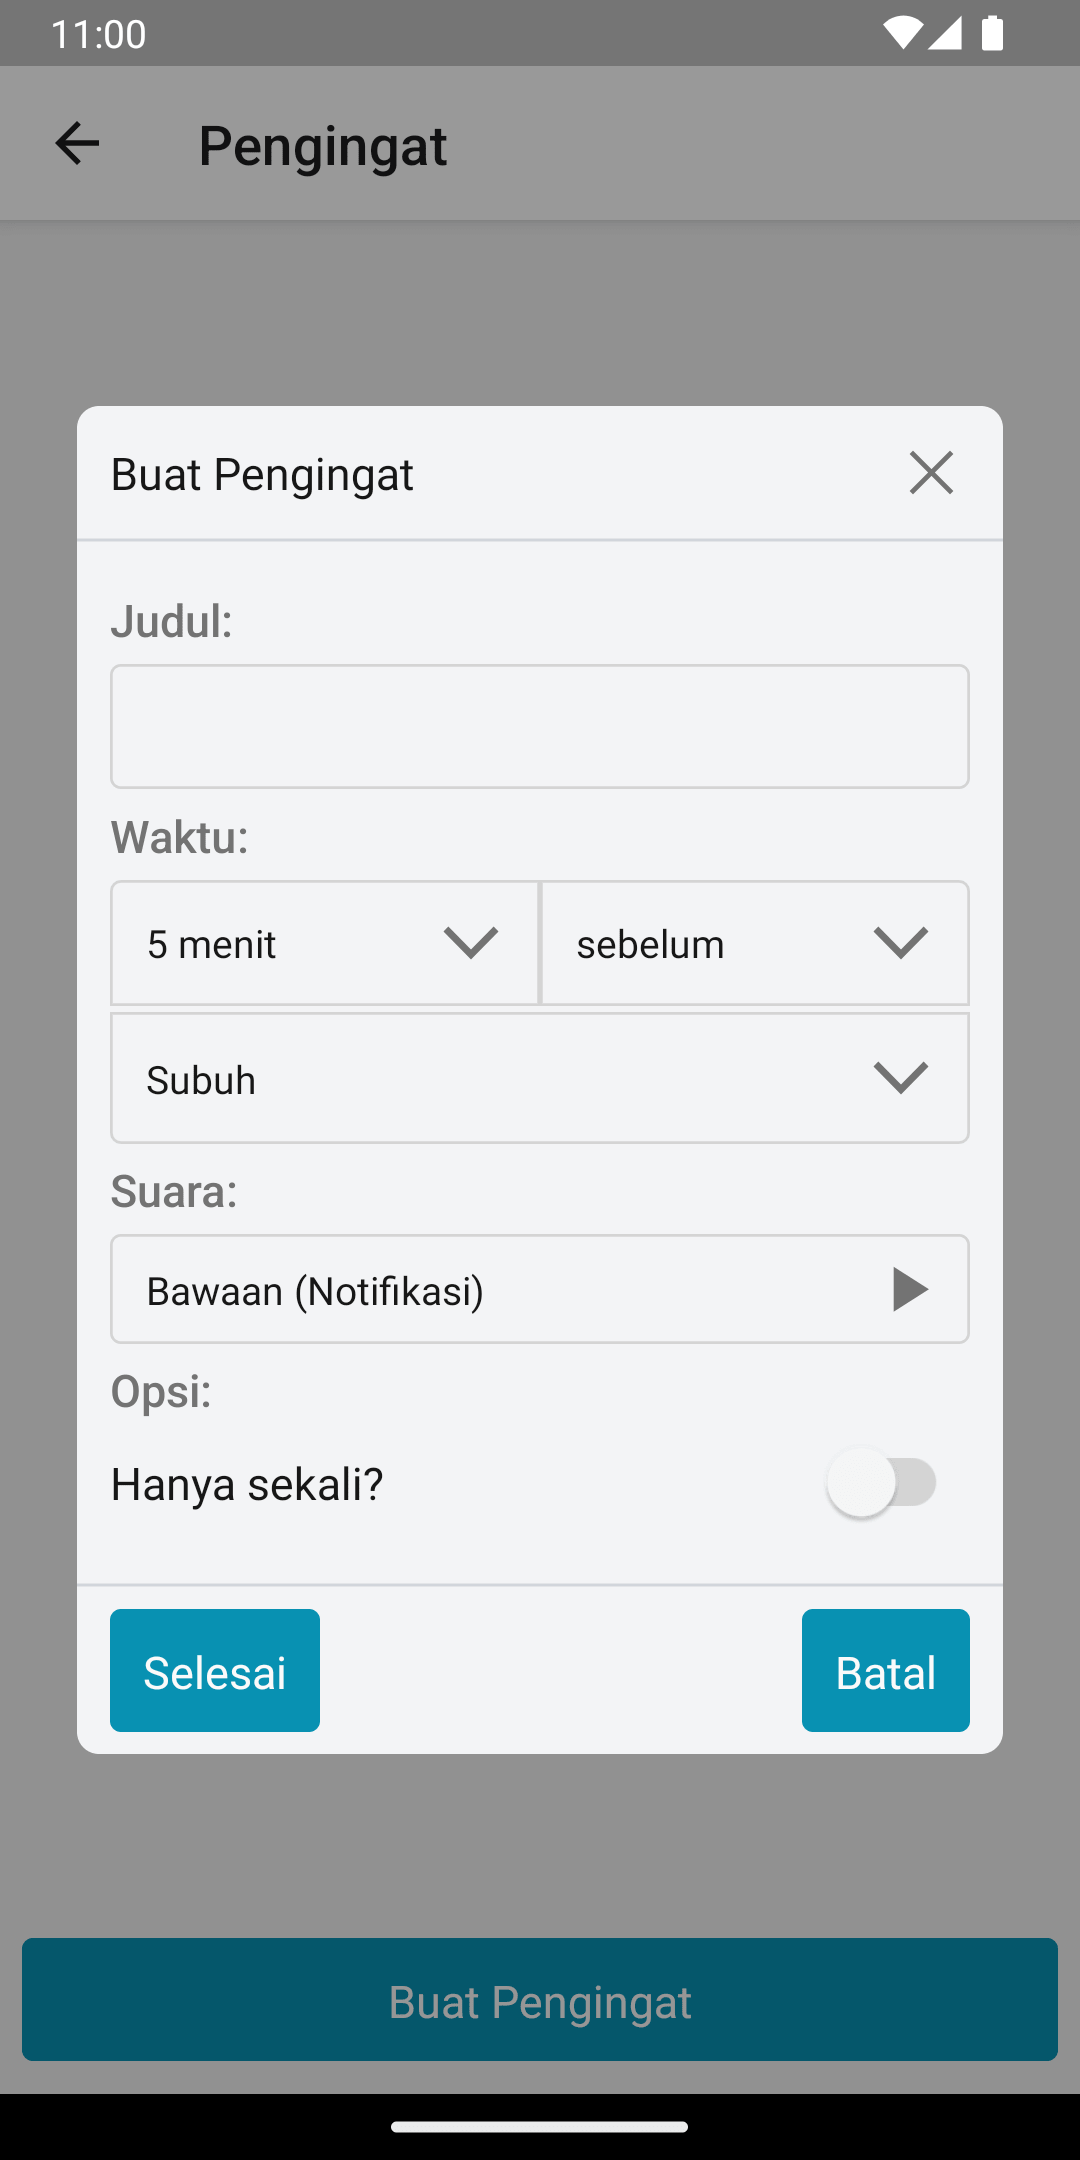 11:00
Pengingat
Buat Pengingat
Judul:
Waktu:
5 menit
sebelum
Subuh
Suara:
Bawaan (Notifikasi)
Opsi:
Hanya sekali?
Selesai
Batal
Buat Pengingat